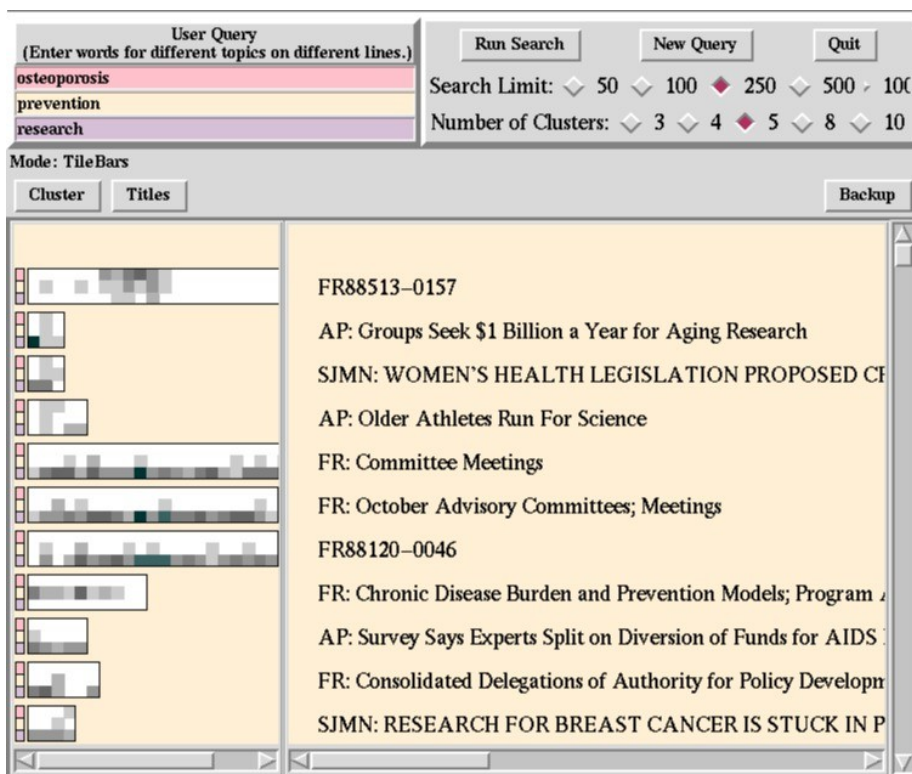 User Query
(Enter words for different topics on different lines.)
osteoporosis
prevention
research
Run Search New Query Quit
Search Limit: 50 100 250 500 100
Number of Clusters: 3 4 5 8 10
Mode: TileBars
Cluster Titles Backup
FR88513-0157
AP: Groups Seek $1 Billion a Year for Aging Research
SJMN: WOMEN'S HEALTH LEGISLATION PROPOSED
AP: Older Athletes Run For Science
FR: Committee Meetings
FR: October Advisory Committees; Meetings
FR88120-0046
FR: Chronic Disease Burden and Prevention Models; Program
AP: Survey Says Experts Split on Diversion of Funds for AIDS
FR: Consolidated Delegations of Authority for Policy Developm
SJMN: RESEARCH FOR BREAST CANCER IS STUCK IN P